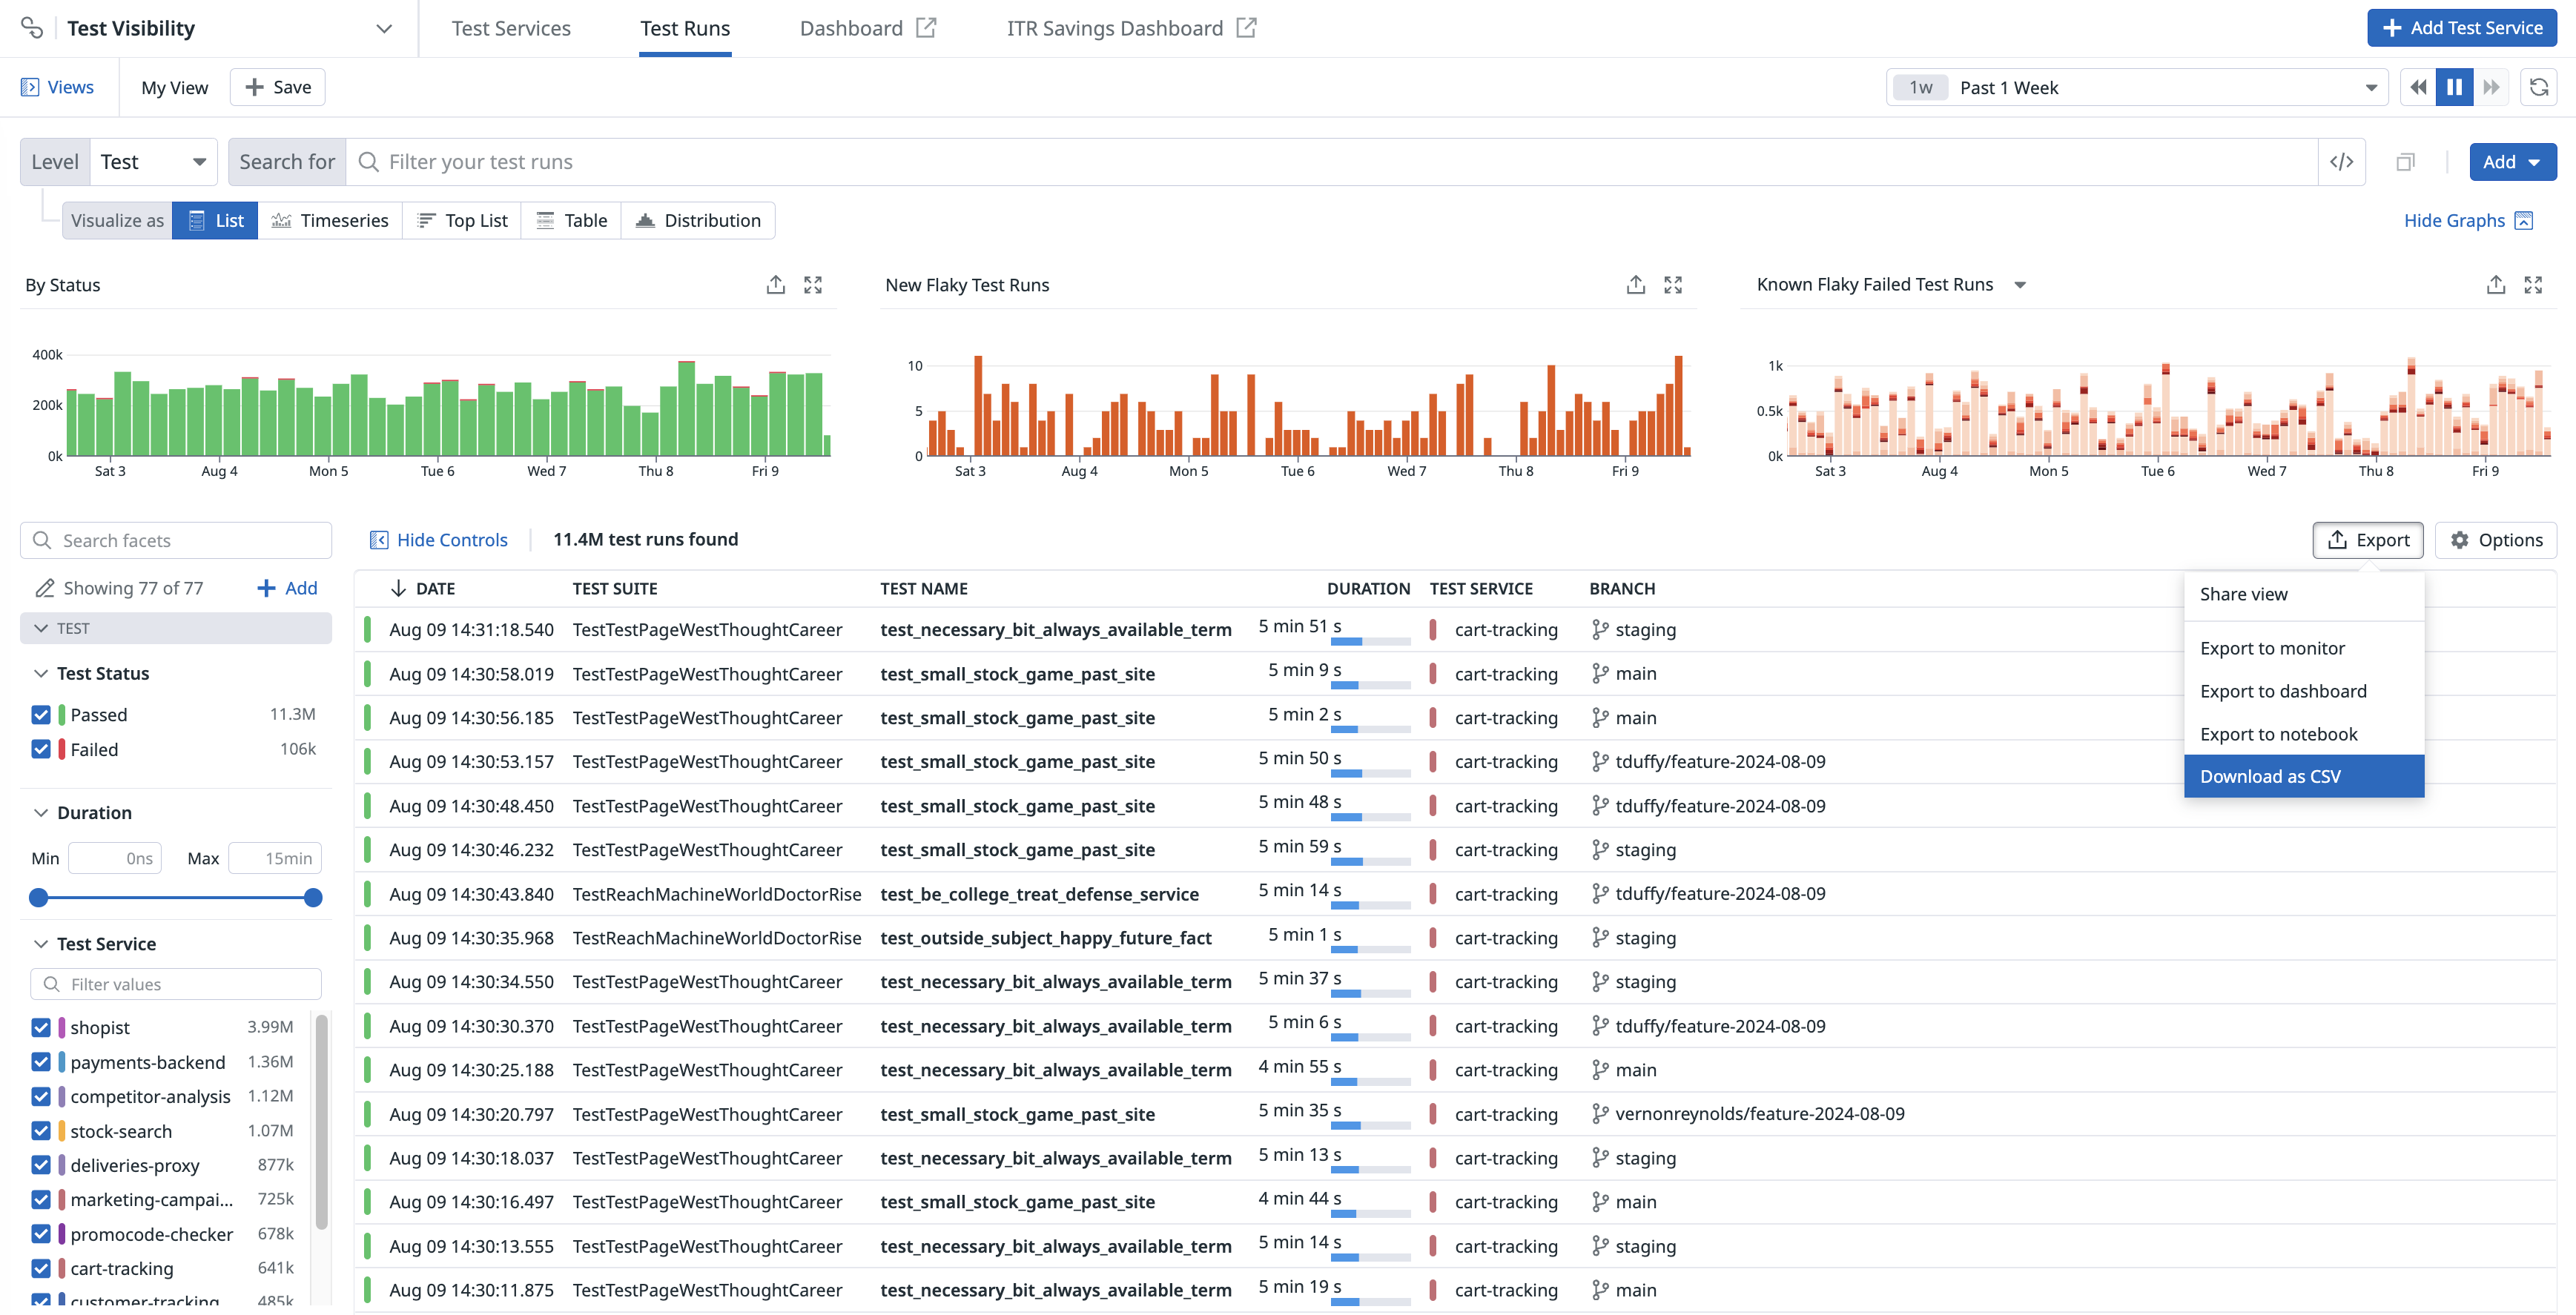 Test Visibility
Test Services
Test Runs
Dashboard
ITR Savings Dashboard
Add Test Service
Views
My View
Save
1w Past 1 Week
Level Test
Search for
Filter your test runs
</>
Add
Visualize as
List
Timeseries
Top List
Table
Distribution
Hide Graphs
By Status
400k
200k
0k
Sat 3 Aug 4 Mon 5 Tue 6 Wed 7 Thu 8 Fri 9
New Flaky Test Runs
10
5
0
Sat 3 Aug 4 Mon 5 Tue 6 Wed 7 Thu 8 Fri 9
Known Flaky Failed Test Runs
1k
0.5k
0k
Sat 3 Aug 4 Mon 5 Tue 6 Wed 7 Thu 8 Fri 9
Search facets
Showing 77 of 77
Add
TEST
Test Status
Passed 11.3M
Failed 106k
Duration
Min 0ns Max 15min
Test Service
Filter values
shopist 3.99M
payments-backend 1.36M
competitor-analysis 1.12M
stock-search 1.07M
deliveries-proxy 877k
marketing-campai... 725k
promocode-checker 678k
cart-tracking 641k
customer-tracking 485k
Hide Controls
11.4M test runs found
Export
Options
DATE TEST SUITE TEST NAME DURATION TEST SERVICE BRANCH
Aug 09 14:31:18.540 TestTestPageWestThoughtCareer test_necessary_bit_always_available_term 5 min 51 s cart-tracking staging
Aug 09 14:30:58.019 TestTestPageWestThoughtCareer test_small_stock_game_past_site 5 min 9 s cart-tracking main
Aug 09 14:30:56.185 TestTestPageWestThoughtCareer test_small_stock_game_past_site 5 min 2 s cart-tracking main
Aug 09 14:30:53.157 TestTestPageWestThoughtCareer test_small_stock_game_past_site 5 min 50 s cart-tracking tduffy/feature-2024-08-09
Aug 09 14:30:48.450 TestTestPageWestThoughtCareer test_small_stock_game_past_site 5 min 48 s cart-tracking tduffy/feature-2024-08-09
Aug 09 14:30:46.232 TestTestPageWestThoughtCareer test_small_stock_game_past_site 5 min 59 s cart-tracking staging
Aug 09 14:30:43.840 TestReachMachineWorldDoctorRise test_be_college_treat_defense_service 5 min 14 s cart-tracking tduffy/feature-2024-08-09
Aug 09 14:30:35.968 TestReachMachineWorldDoctorRise test_outside_subject_happy_future_fact 5 min 1 s cart-tracking staging
Aug 09 14:30:34.550 TestTestPageWestThoughtCareer test_necessary_bit_always_available_term 5 min 37 s cart-tracking staging
Aug 09 14:30:30.370 TestTestPageWestThoughtCareer test_necessary_bit_always_available_term 5 min 6 s cart-tracking tduffy/feature-2024-08-09
Aug 09 14:30:25.188 TestTestPageWestThoughtCareer test_necessary_bit_always_available_term 4 min 55 s cart-tracking main
Aug 09 14:30:20.797 TestTestPageWestThoughtCareer test_small_stock_game_past_site 5 min 35 s cart-tracking vernonreynolds/feature-2024-08-09
Aug 09 14:30:18.037 TestTestPageWestThoughtCareer test_necessary_bit_always_available_term 5 min 13 s cart-tracking staging
Aug 09 14:30:16.497 TestTestPageWestThoughtCareer test_small_stock_game_past_site 4 min 44 s cart-tracking main
Aug 09 14:30:13.555 TestTestPageWestThoughtCareer test_necessary_bit_always_available_term 5 min 14 s cart-tracking staging
Aug 09 14:30:11.875 TestTestPageWestThoughtCareer test_necessary_bit_always_available_term 5 min 19 s cart-tracking main
Share view
Export to monitor
Export to dashboard
Export to notebook
Download as CSV